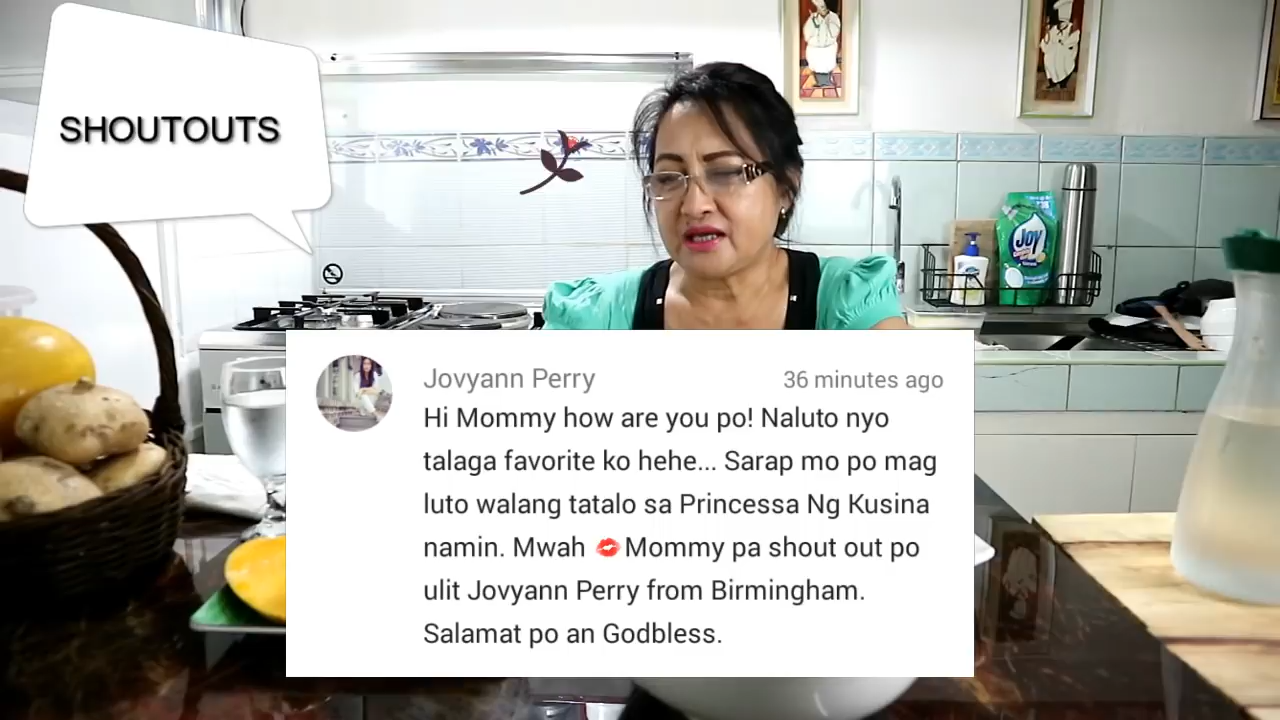 SHOUTOUTS
Joy
Jovyann Perry
36 minutes ago
Hi Mommy how are you po! Naluto nyo
talaga favorite ko hehe... Sarap mo po mag
luto walang tatalo sa Princessa Ng Kusina
namin. Mwah 💋 Mommy pa shout out po
ulit Jovyann Perry from Birmingham.
Salamat po an Godbless.